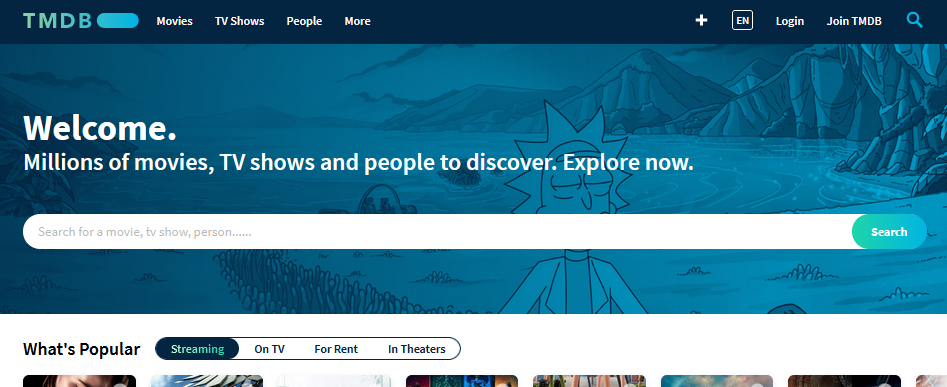 TMDB Movies TV Shows People More EN Login Join TMDB
Welcome.
Millions of movies, TV shows and people to discover. Explore now.
Search for a movie, tv show, person...... Search
What's Popular Streaming On TV For Rent In Theaters